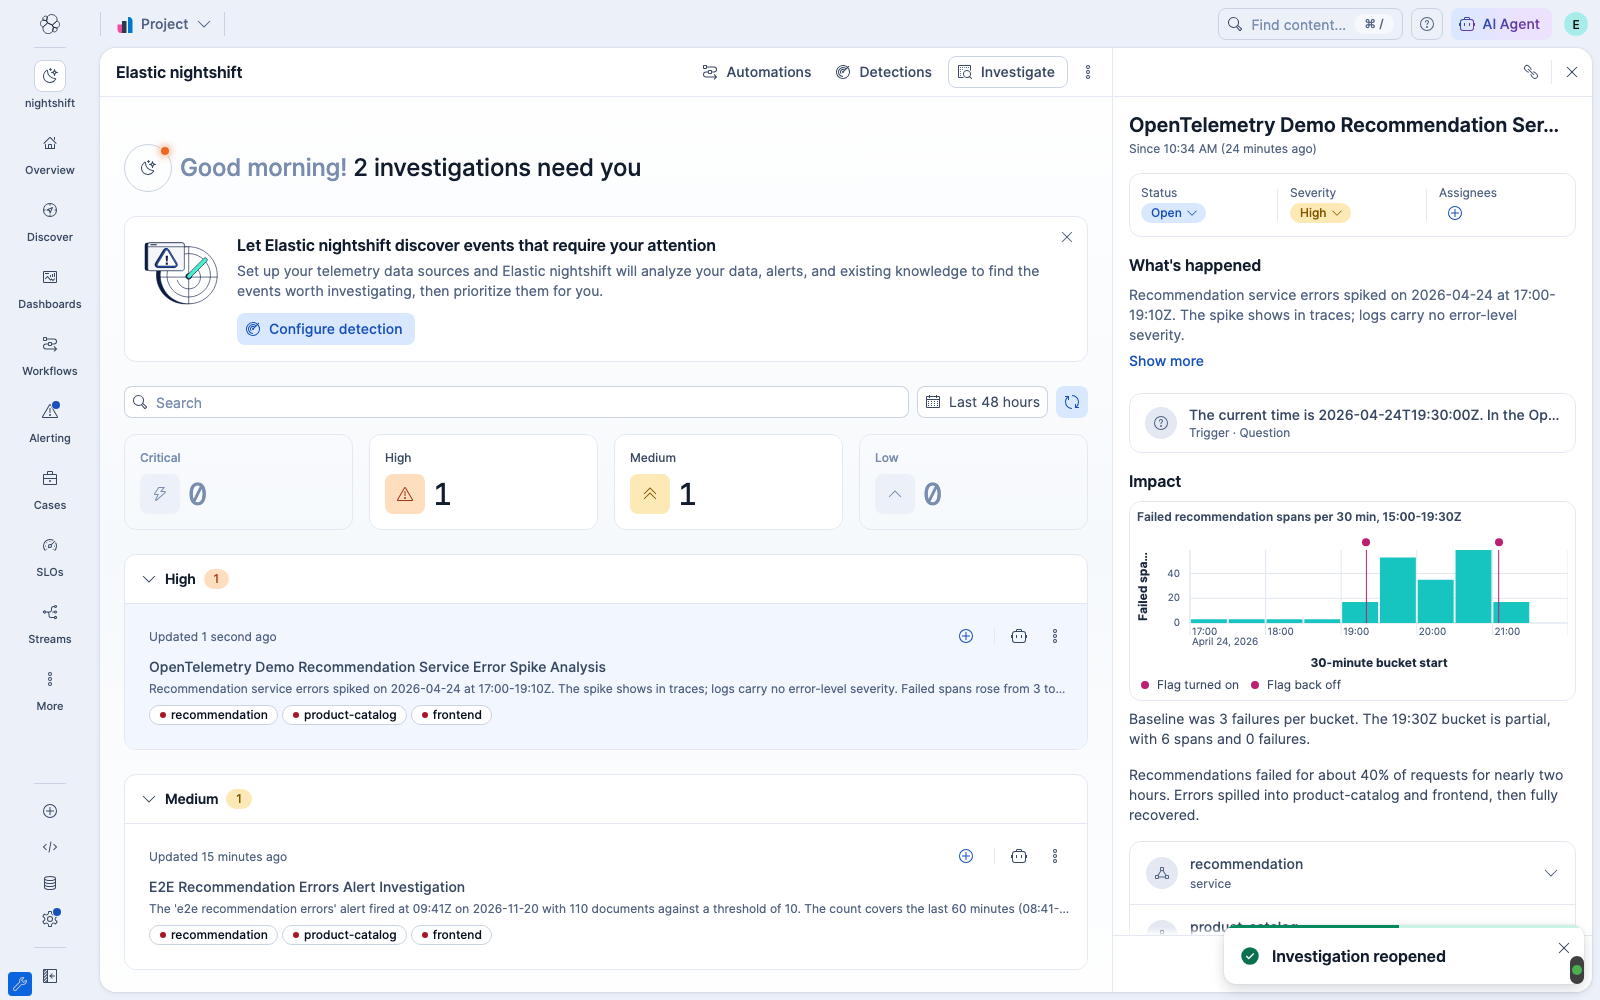 Project
Find content...
⌘ /
AI Agent
E
nightshift
Overview
Discover
Dashboards
Workflows
Alerting
Cases
SLOs
Streams
More
Elastic nightshift
Automations
Detections
Investigate
Good morning! 2 investigations need you
Let Elastic nightshift discover events that require your attention
Set up your telemetry data sources and Elastic nightshift will analyze your data, alerts, and existing knowledge to find the
events worth investigating, then prioritize them for you.
Configure detection
Search
Last 48 hours
Critical
0
High
1
Medium
1
Low
0
High 1
Updated 1 second ago
OpenTelemetry Demo Recommendation Service Error Spike Analysis
Recommendation service errors spiked on 2026-04-24 at 17:00-19:10Z. The spike shows in traces; logs carry no error-level severity. Failed spans rose from 3 to...
recommendation
product-catalog
frontend
Medium 1
Updated 15 minutes ago
E2E Recommendation Errors Alert Investigation
The 'e2e recommendation errors' alert fired at 09:41Z on 2026-11-20 with 110 documents against a threshold of 10. The count covers the last 60 minutes (08:41-...
recommendation
product-catalog
frontend
OpenTelemetry Demo Recommendation Ser...
Since 10:34 AM (24 minutes ago)
Status
Open
Severity
High
Assignees
What's happened
Recommendation service errors spiked on 2026-04-24 at 17:00-
19:10Z. The spike shows in traces; logs carry no error-level
severity.
Show more
The current time is 2026-04-24T19:30:00Z. In the Op...
Trigger · Question
Impact
Failed recommendation spans per 30 min, 15:00-19:30Z
Failed spa...
40
20
0
17:00
April 24, 2026
18:00
19:00
20:00
21:00
30-minute bucket start
Flag turned on
Flag back off
Baseline was 3 failures per bucket. The 19:30Z bucket is partial,
with 6 spans and 0 failures.
Recommendations failed for about 40% of requests for nearly two
hours. Errors spilled into product-catalog and frontend, then fully
recovered.
recommendation
service
product-catalog
Investigation reopened